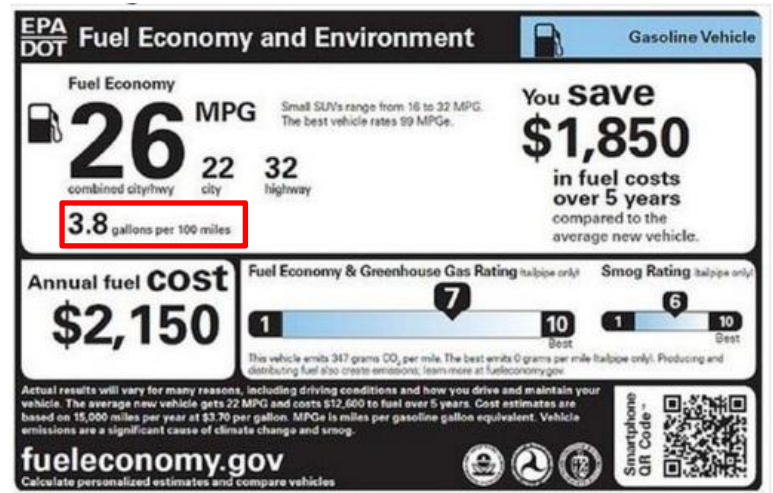 EPA
DOT
Fuel Economy and Environment
Gasoline Vehicle
Fuel Economy
26
MPG
Small SUVs range from 16 to 32 MPG.
The best vehicle rates 99 MPGe.
combined city/hwy
22
city
32
highway
3.8 gallons per 100 miles
You save
$1,850
in fuel costs
over 5 years
compared to the
average new vehicle.
Annual fuel cost
$2,150
Fuel Economy & Greenhouse Gas Rating (tailpipe only)
7
1
10
Best
Smog Rating (tailpipe only)
6
1
10
Best
This vehicle emits 347 grams CO₂ per mile. The best emits 0 grams per mile (tailpipe only). Producing and
distributing fuel also create emissions; learn more at fueleconomy.gov.
Actual results will vary for many reasons, including driving conditions and how you drive and maintain your
vehicle. The average new vehicle gets 22 MPG and costs $12,600 to fuel over 5 years. Cost estimates are
based on 15,000 miles per year at $3.70 per gallon. MPGe is miles per gasoline gallon equivalent. Vehicle
emissions are a significant cause of climate change and smog.
fueleconomy.gov
Calculate personalized estimates and compare vehicles
Smartphone
QR Code™